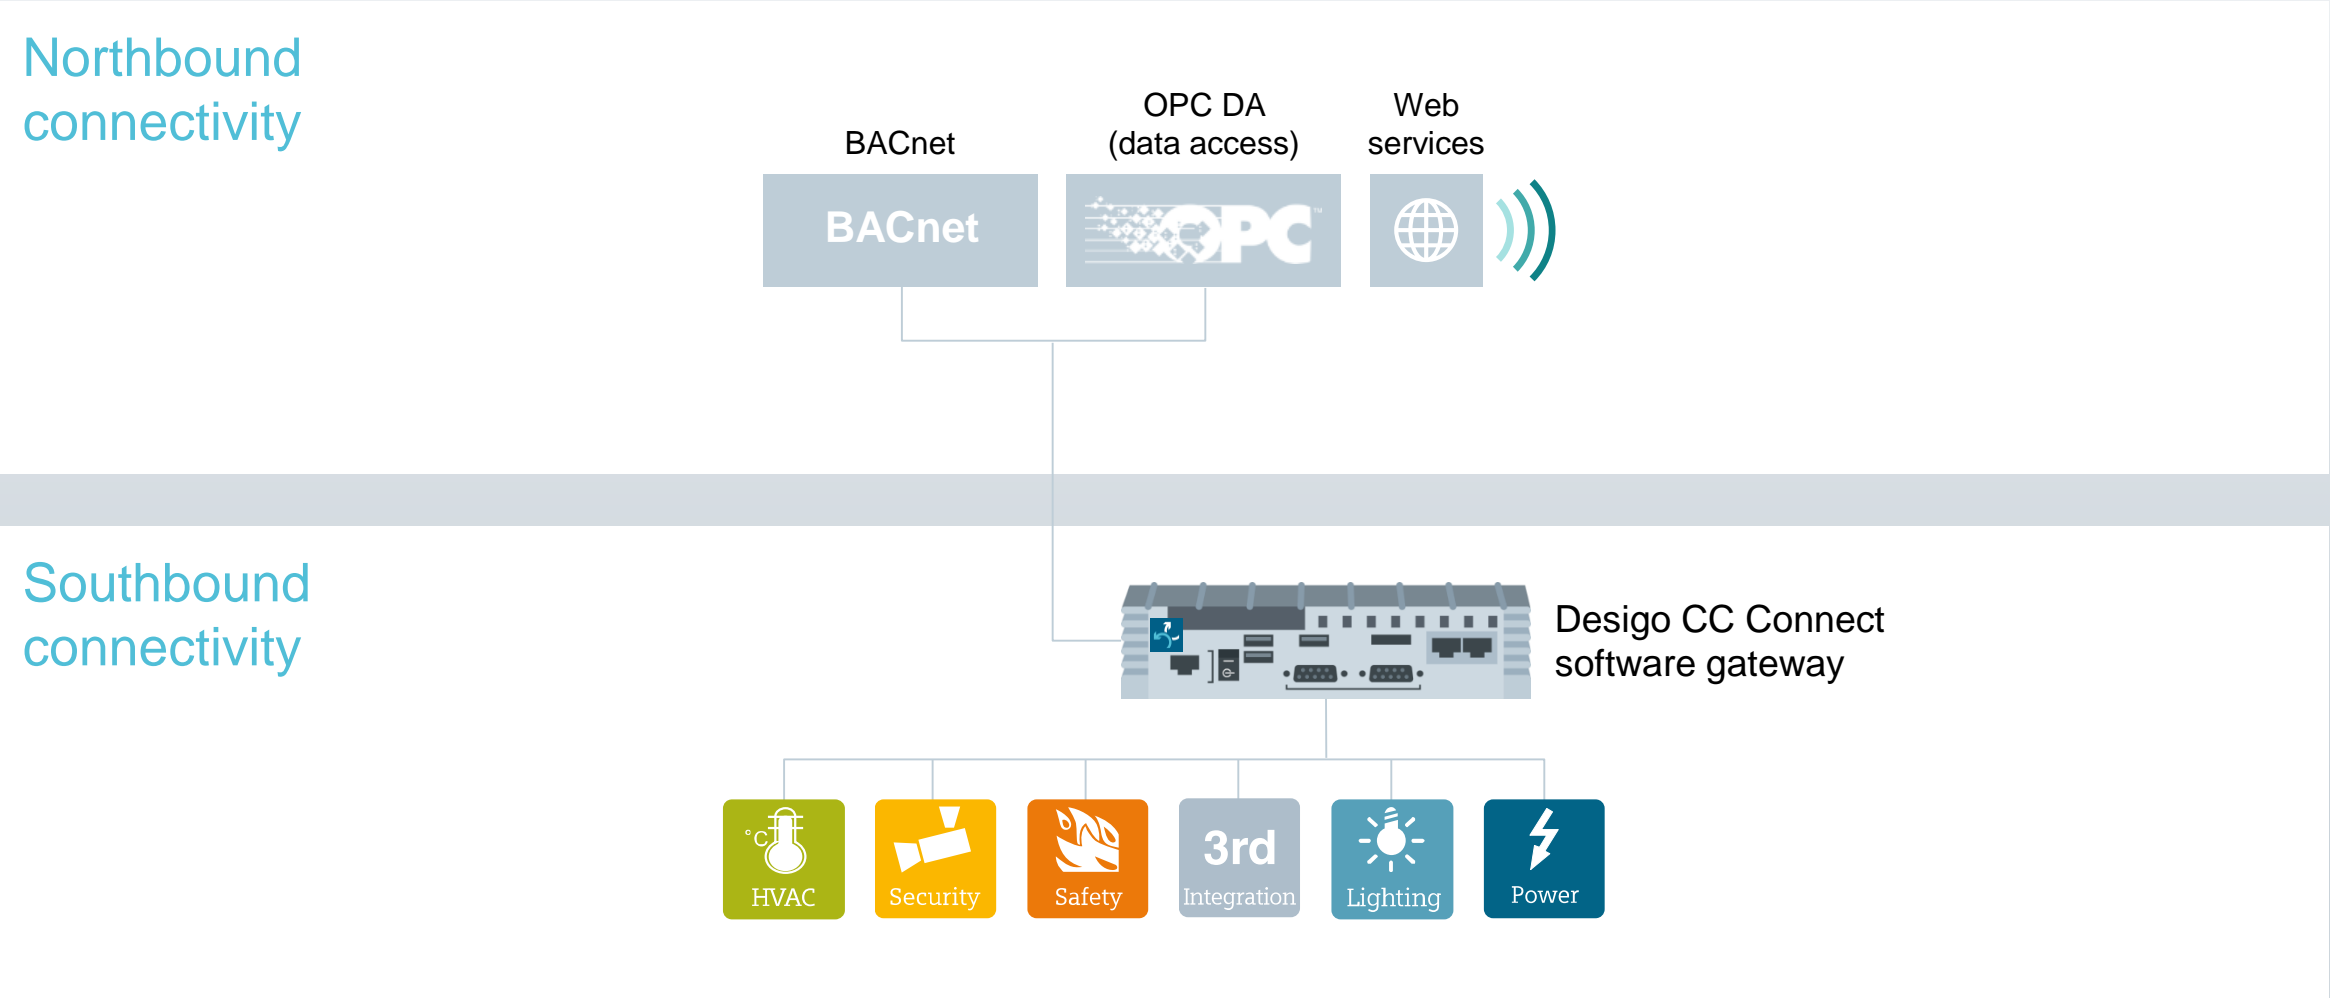 Northbound
connectivity
BACnet
OPC DA
(data access)
Web
services
BACnet
OPC™
Southbound
connectivity
Desigo CC Connect
software gateway
°C
HVAC
Security
Safety
3rd
Integration
Lighting
Power